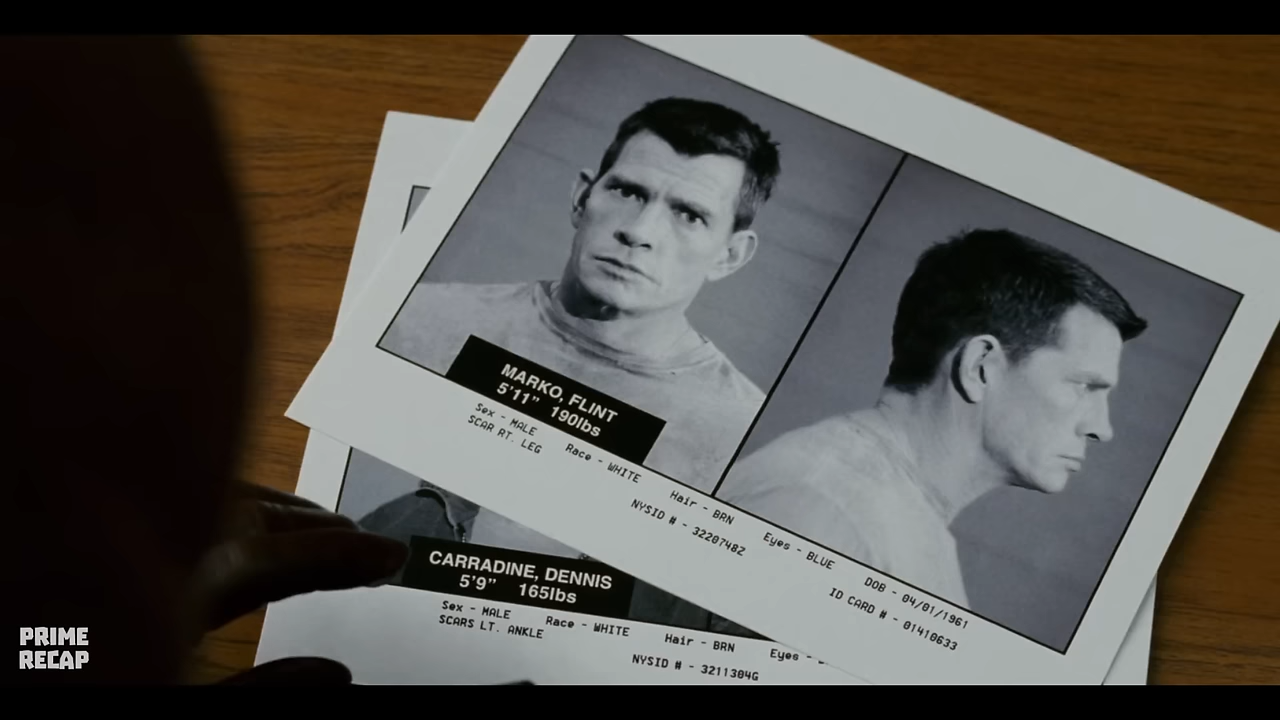 MARKO, FLINT
5'11" 190lbs
Sex - MALE Race - WHITE Hair - BRN Eyes - BLUE DOB - 04/01/1961
SCAR RT. LEG NYSID # - 3220748Z ID CARD # - 01410633
CARRADINE, DENNIS
5'9" 165lbs
Sex - MALE Race - WHITE Hair - BRN Eyes -
SCARS LT. ANKLE NYSID # - 3211304G
PRIME
RECAP